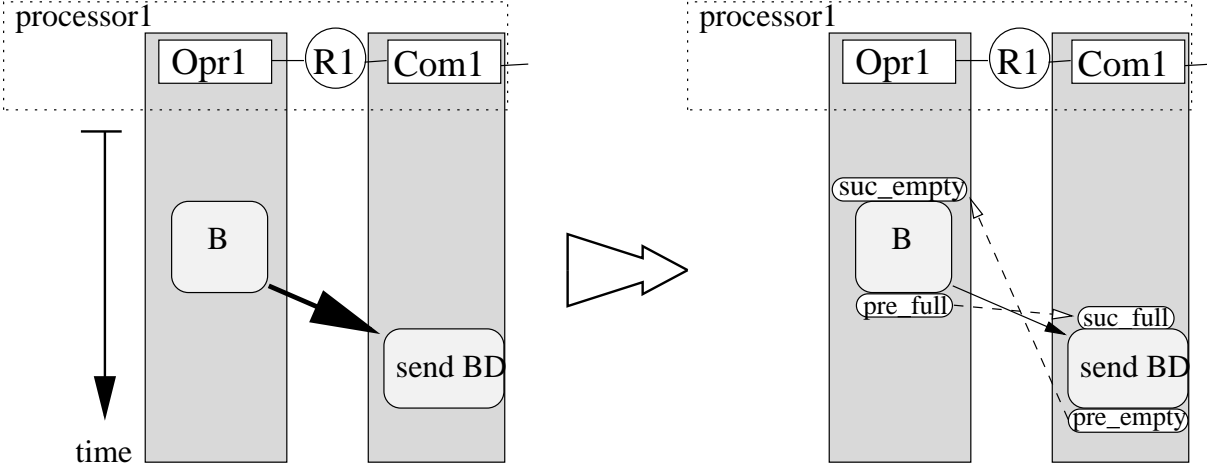 processor1
Opr1
R1
Com1
B
send BD
time
processor1
Opr1
R1
Com1
suc_empty
B
pre_full
suc_full
send BD
pre_empty